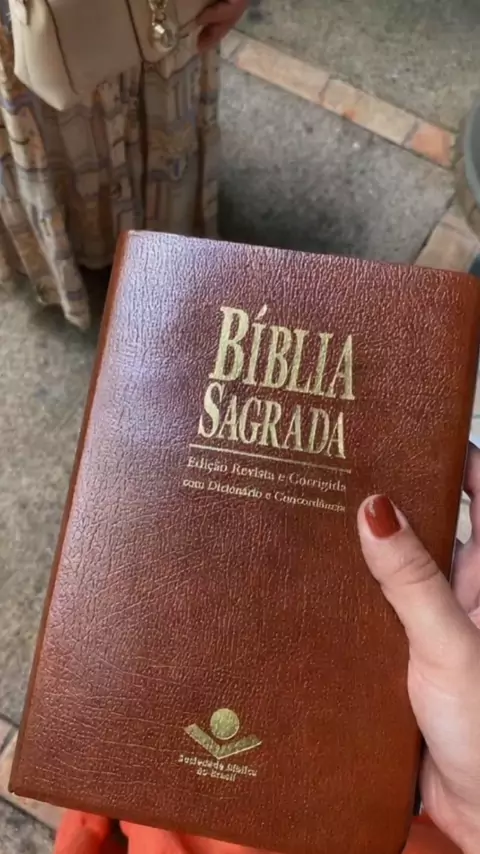 BÍBLIA
SAGRADA
Edição Revista e Corrigida
com Dicionário e Concordância
Sociedade Bíblica
do Brasil